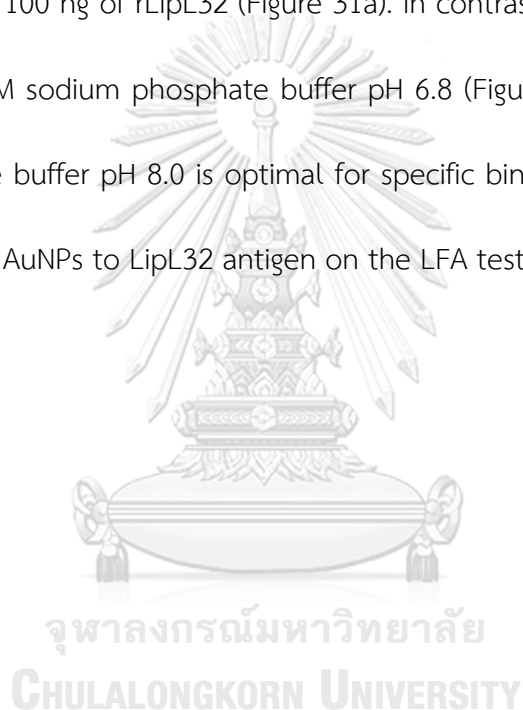 100 ng of rLipL32 (Figure 31a). In contras
M sodium phosphate buffer pH 6.8 (Figu
buffer pH 8.0 is optimal for specific bin
AuNPs to LipL32 antigen on the LFA test
จุฬาลงกรณ์มหาวิทยาลัย
CHULALONGKORN UNIVERSITY